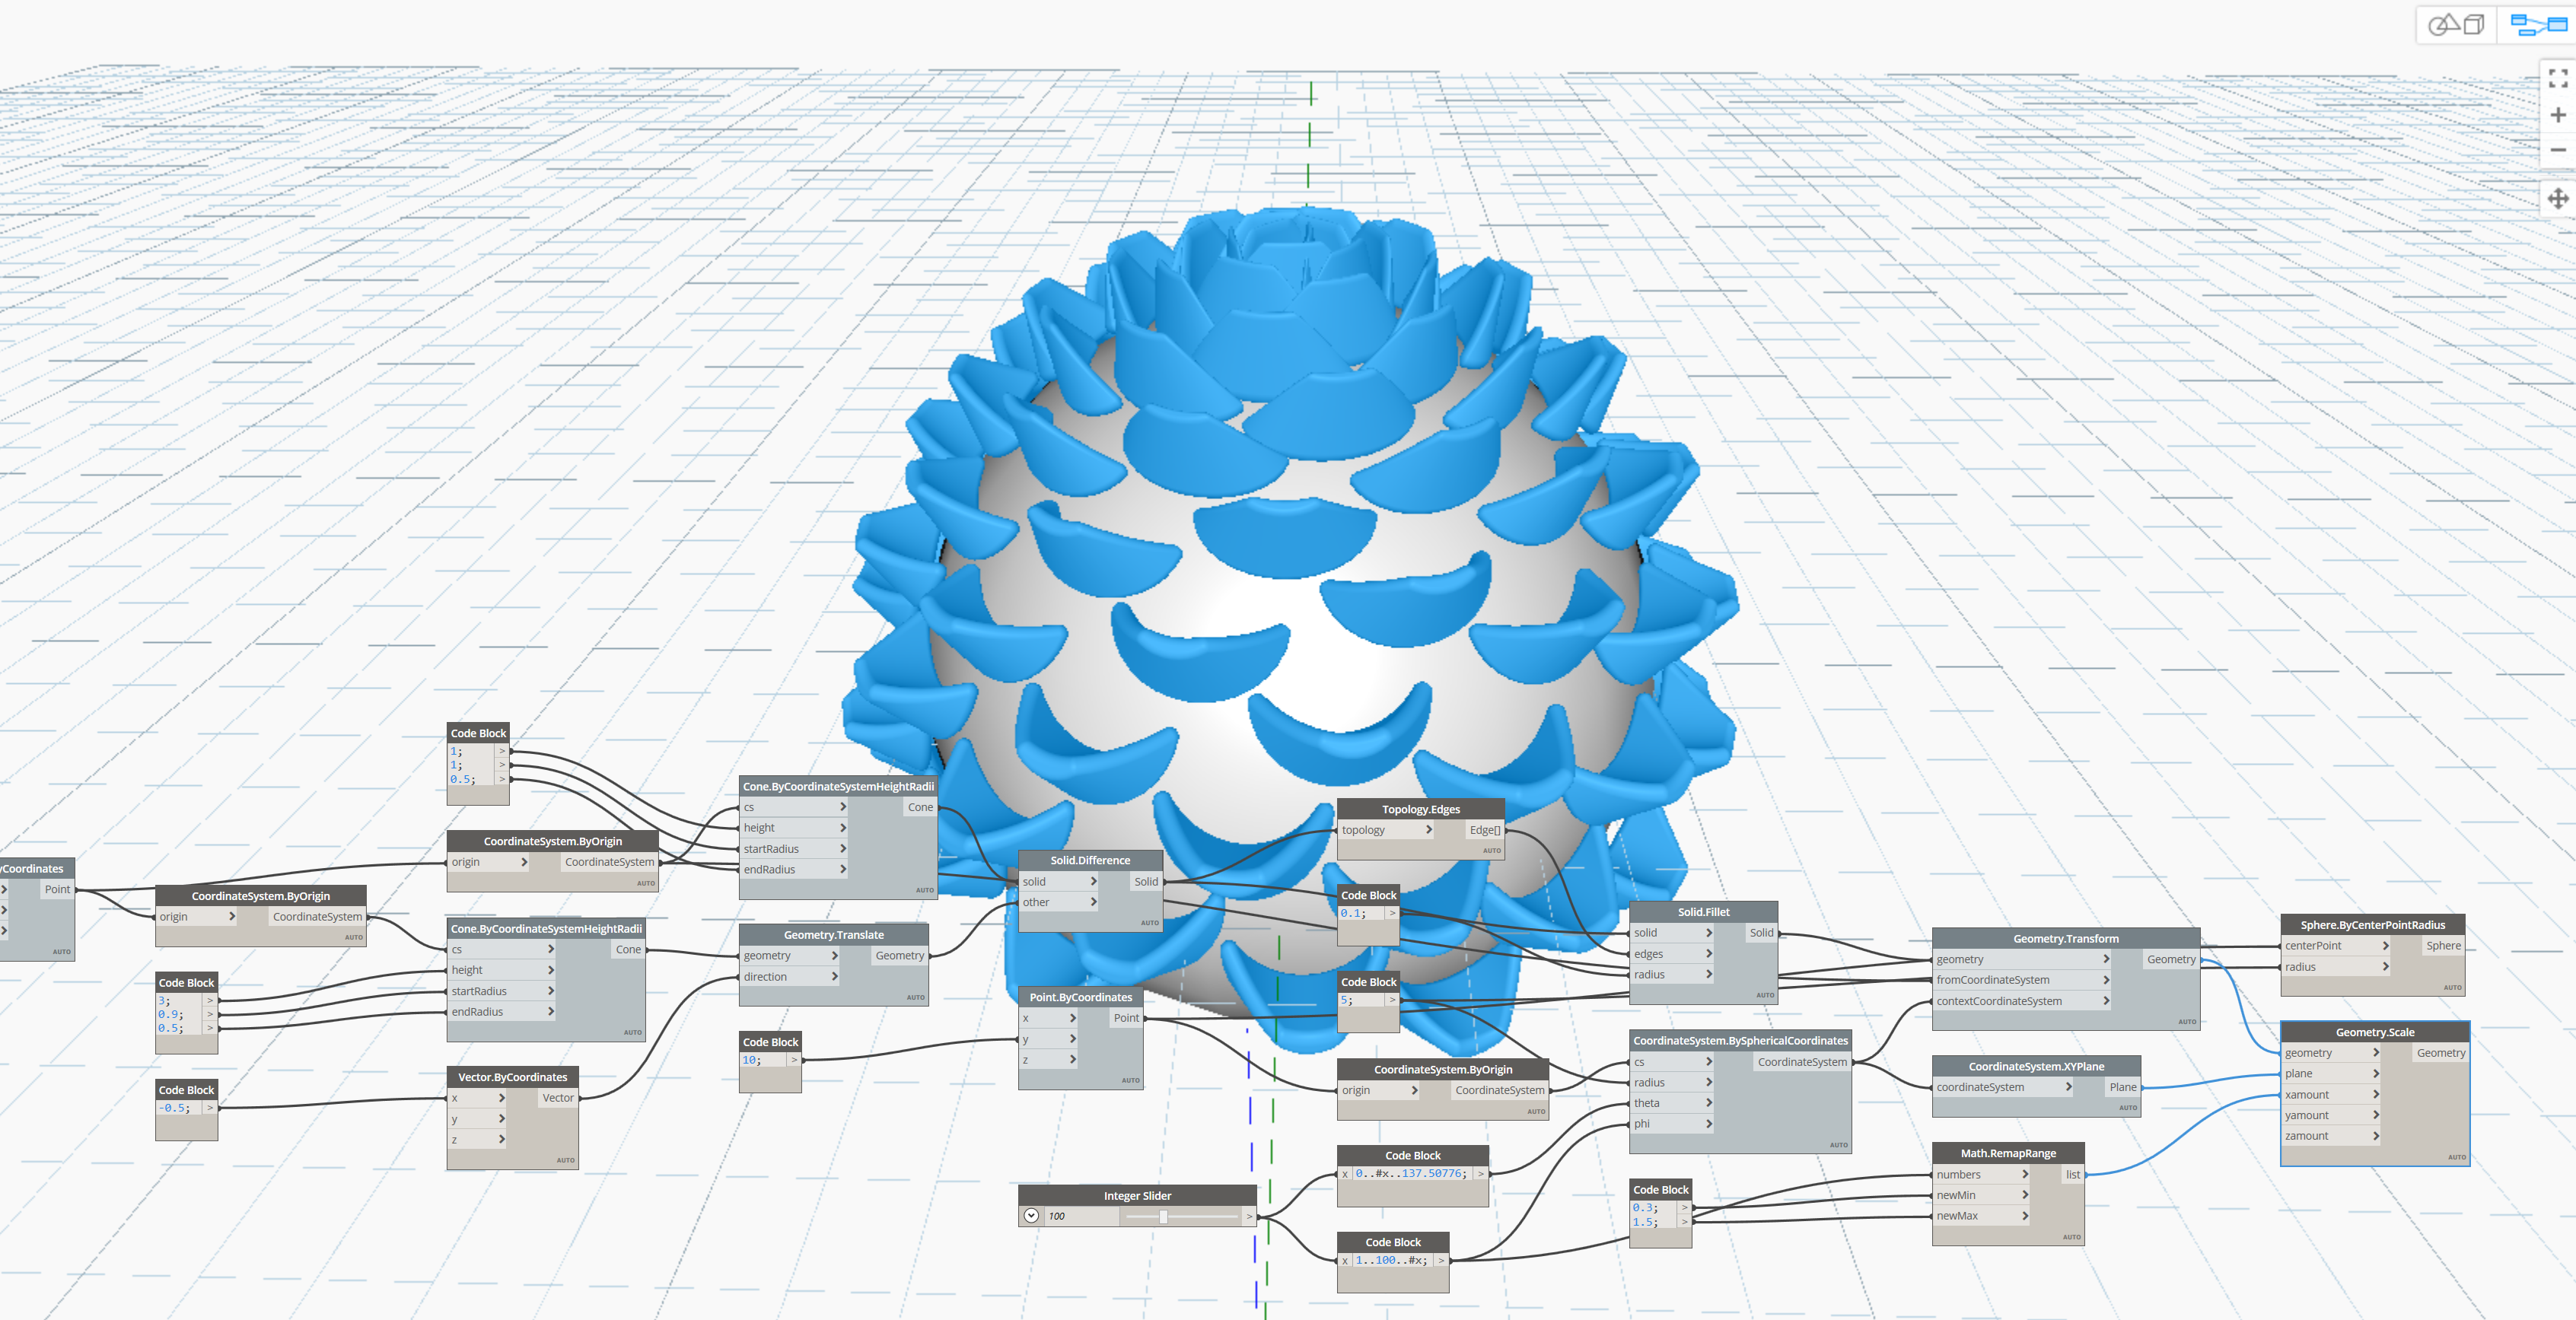 yCoordinates
> Point
>
>
AUTO
CoordinateSystem.ByOrigin
origin > CoordinateSystem
AUTO
Code Block
3; >
0.9; >
0.5; >
Code Block
-0.5; >
Code Block
1; >
1; >
0.5; >
CoordinateSystem.ByOrigin
origin > CoordinateSystem
AUTO
Cone.ByCoordinateSystemHeightRadii
cs > Cone
height >
startRadius >
endRadius >
AUTO
Vector.ByCoordinates
x > Vector
y >
z >
AUTO
Cone.ByCoordinateSystemHeightRadii
cs > Cone
height >
startRadius >
endRadius >
AUTO
Geometry.Translate
geometry > Geometry
direction >
AUTO
Code Block
10; >
Solid.Difference
solid > Solid
other >
AUTO
Point.ByCoordinates
x > Point
y >
z >
AUTO
Integer Slider
100 >
Topology.Edges
topology > Edge[]
AUTO
Code Block
0.1; >
Code Block
5; >
CoordinateSystem.ByOrigin
origin > CoordinateSystem
AUTO
Code Block
x 0..#x..137.50776; >
Code Block
x 1..100..#x; >
Solid.Fillet
solid > Solid
edges >
radius >
AUTO
CoordinateSystem.BySphericalCoordinates
cs > CoordinateSystem
radius >
theta >
phi >
AUTO
Code Block
0.3; >
1.5; >
Geometry.Transform
geometry > Geometry
fromCoordinateSystem >
contextCoordinateSystem >
AUTO
CoordinateSystem.XYPlane
coordinateSystem > Plane
AUTO
Math.RemapRange
numbers > list
newMin >
newMax >
AUTO
Sphere.ByCenterPointRadius
centerPoint > Sphere
radius >
AUTO
Geometry.Scale
geometry > Geometry
plane >
xamount >
yamount >
zamount >
AUTO